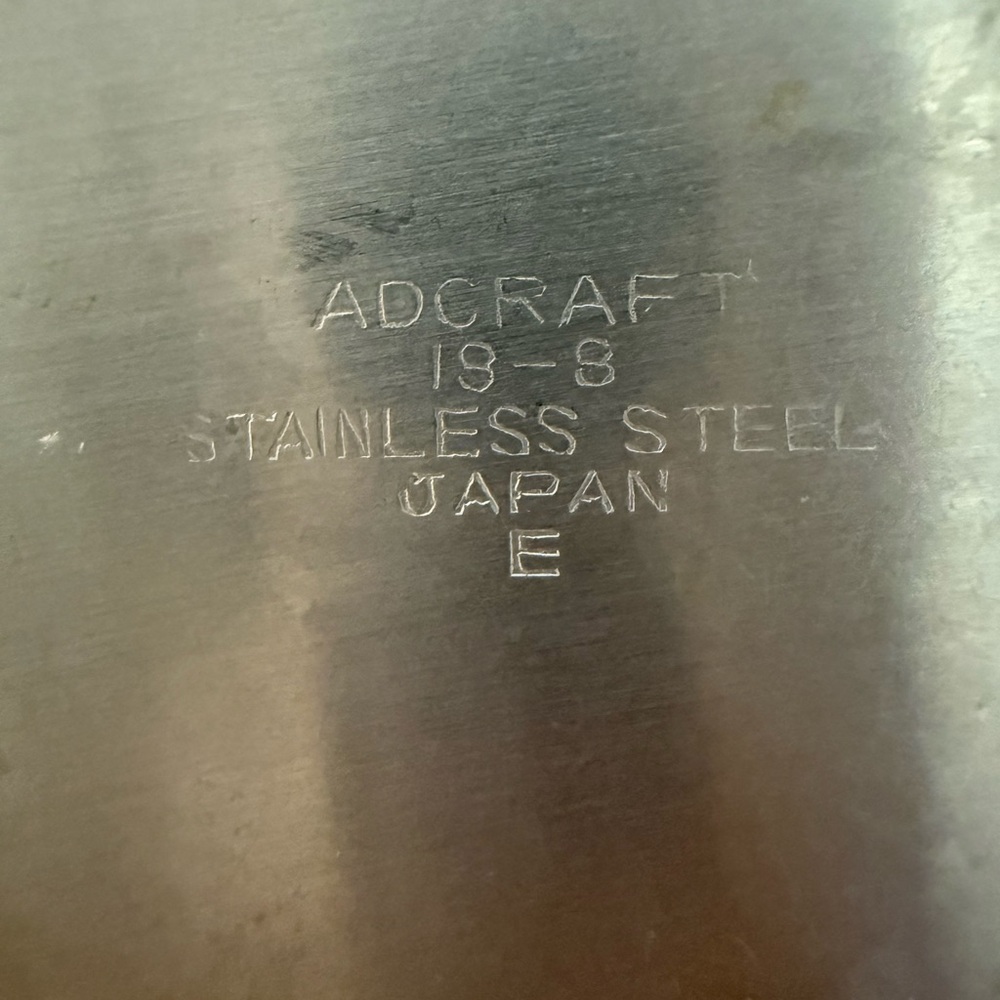 ADCRAFT
18-8
STAINLESS STEEL
JAPAN
E